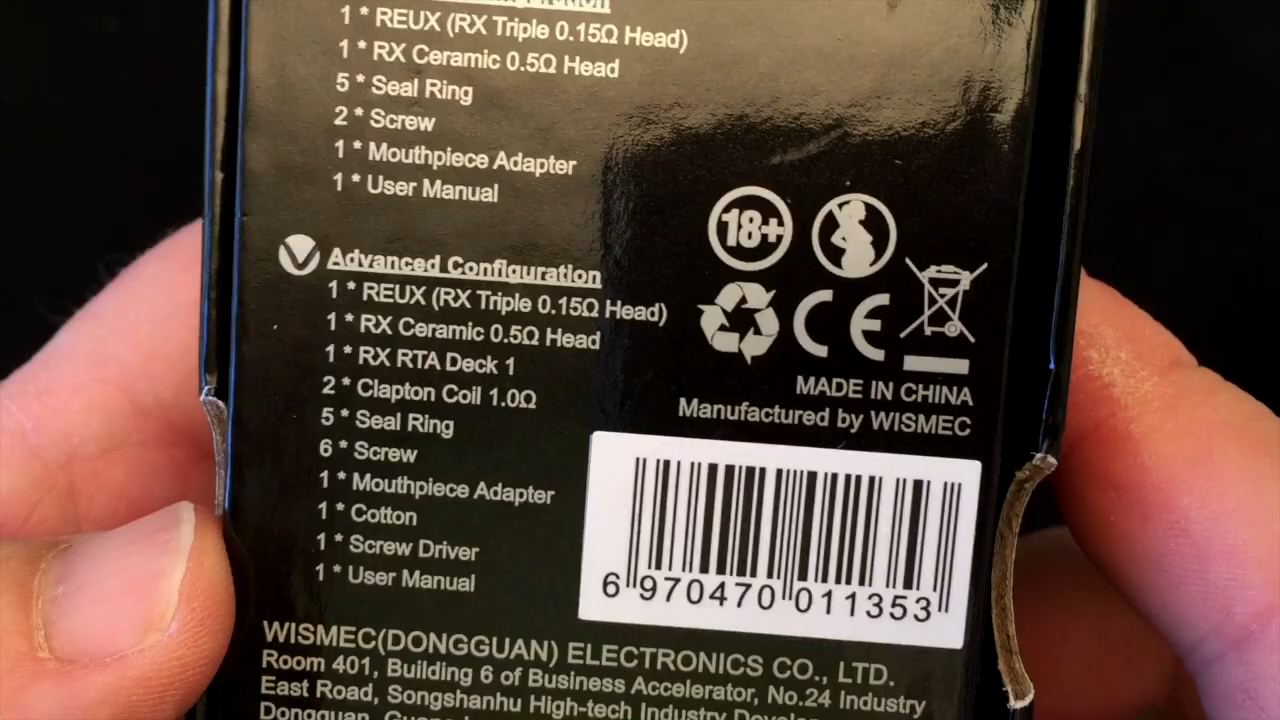 1 * REUX (RX Triple 0.15Ω Head)
1 * RX Ceramic 0.5Ω Head
5 * Seal Ring
2 * Screw
1 * Mouthpiece Adapter
1 * User Manual
18+
Advanced Configuration
1 * REUX (RX Triple 0.15Ω Head)
1 * RX Ceramic 0.5Ω Head
1 * RX RTA Deck 1
2 * Clapton Coil 1.0Ω
5 * Seal Ring
6 * Screw
1 * Mouthpiece Adapter
1 * Cotton
1 * Screw Driver
1 * User Manual
CE
MADE IN CHINA
Manufactured by WISMEC
6 970470 011353
WISMEC(DONGGUAN) ELECTRONICS CO., LTD.
Room 401, Building 6 of Business Accelerator, No.24 Industry
East Road, Songshanhu High-tech Industry
Dongguan,